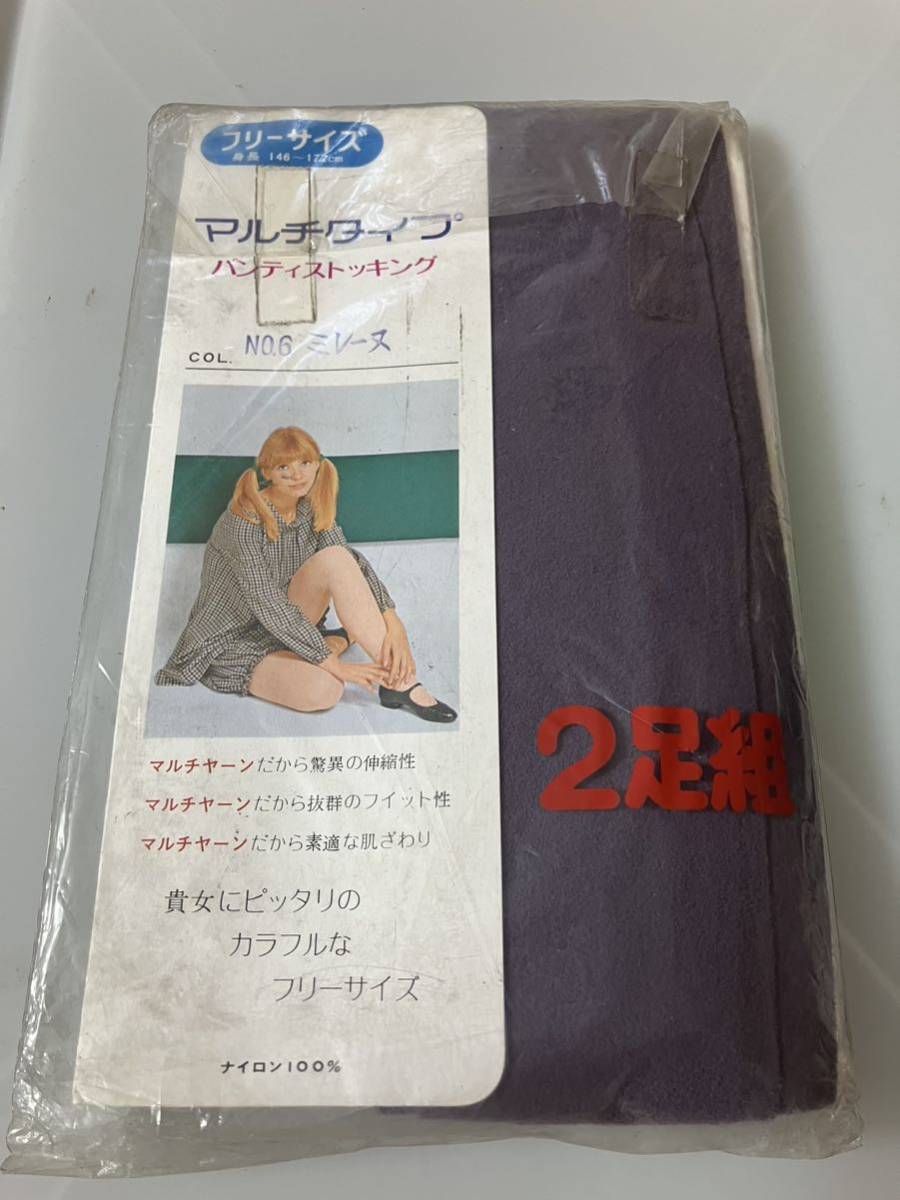 フリーサイズ
身長 146～172cm
マルチタイプ
パンティストッキング
COL. NO.6 ミレーヌ
マルチヤーンだから驚異の伸縮性
マルチヤーンだから抜群のフイット性
マルチヤーンだから素適な肌ざわり
貴女にピッタリの
カラフルな
フリーサイズ
ナイロン100%
2足組